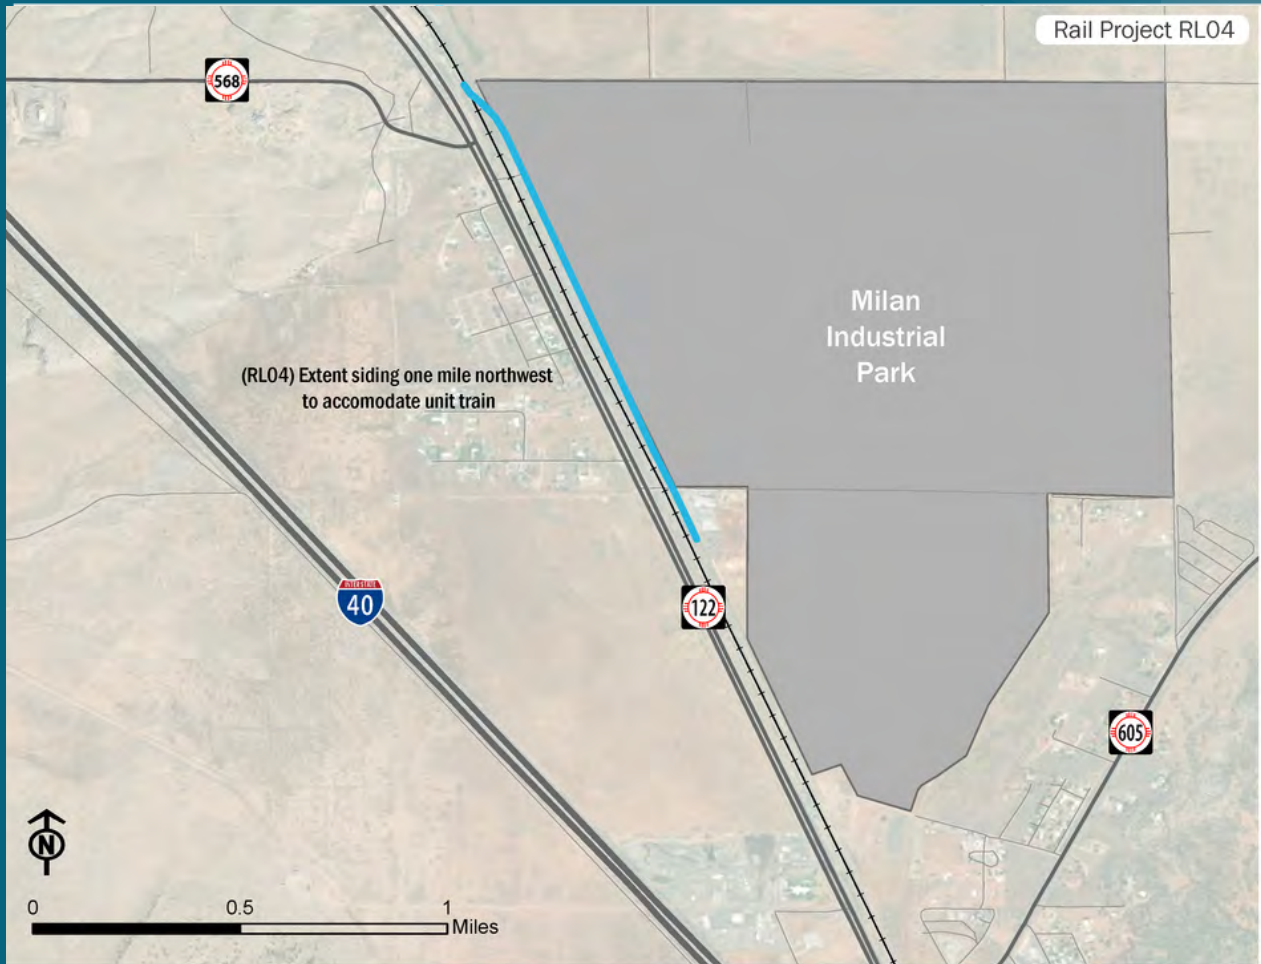 Rail Project RL04
568
Milan
Industrial
Park
(RL04) Extent siding one mile northwest
to accomodate unit train
INTERSTATE
40
122
605
N
0 0.5 1
Miles